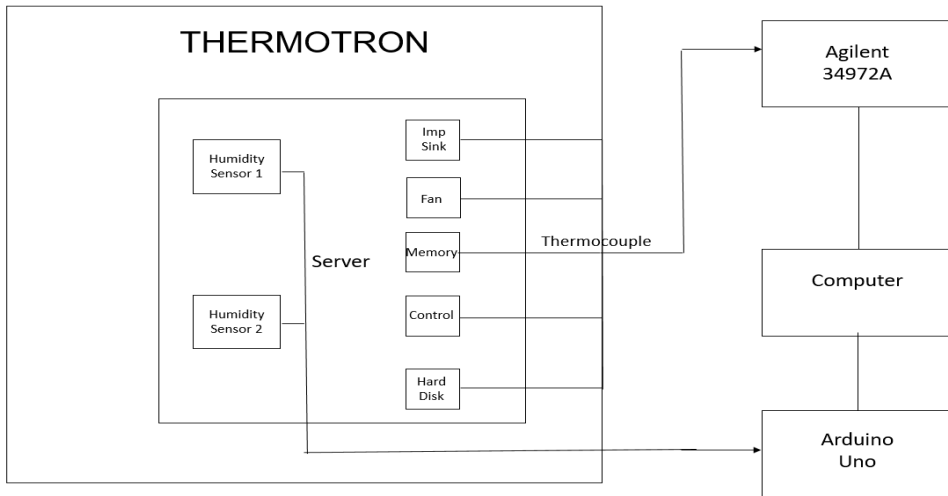 THERMOTRON
Agilent
34972A
Imp
Sink
Humidity
Sensor 1
Fan
Memory
Thermocouple
Server
Computer
Humidity
Sensor 2
Control
Hard
Disk
Arduino
Uno